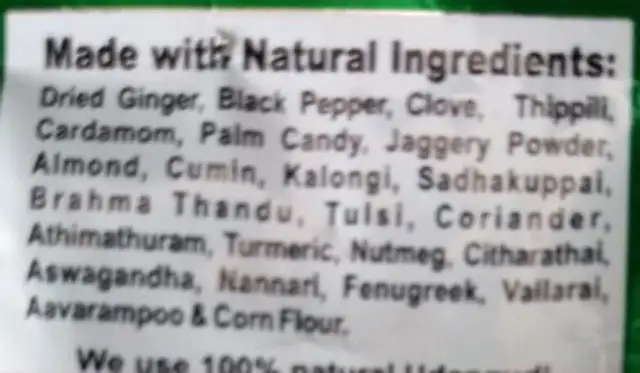 Made with Natural Ingredients:
Dried Ginger, Black Pepper, Clove, Thippili,
Cardamom, Palm Candy, Jaggery Powder,
Almond, Cumin, Kalongi, Sadhakuppai,
Brahma Thandu, Tulsi, Coriander,
Athimathuram, Turmeric, Nutmeg, Citharathai,
Aswagandha, Nannari, Fenugreek, Vallarai,
Aavarampoo & Corn Flour.
We use 100% natural Udangudi